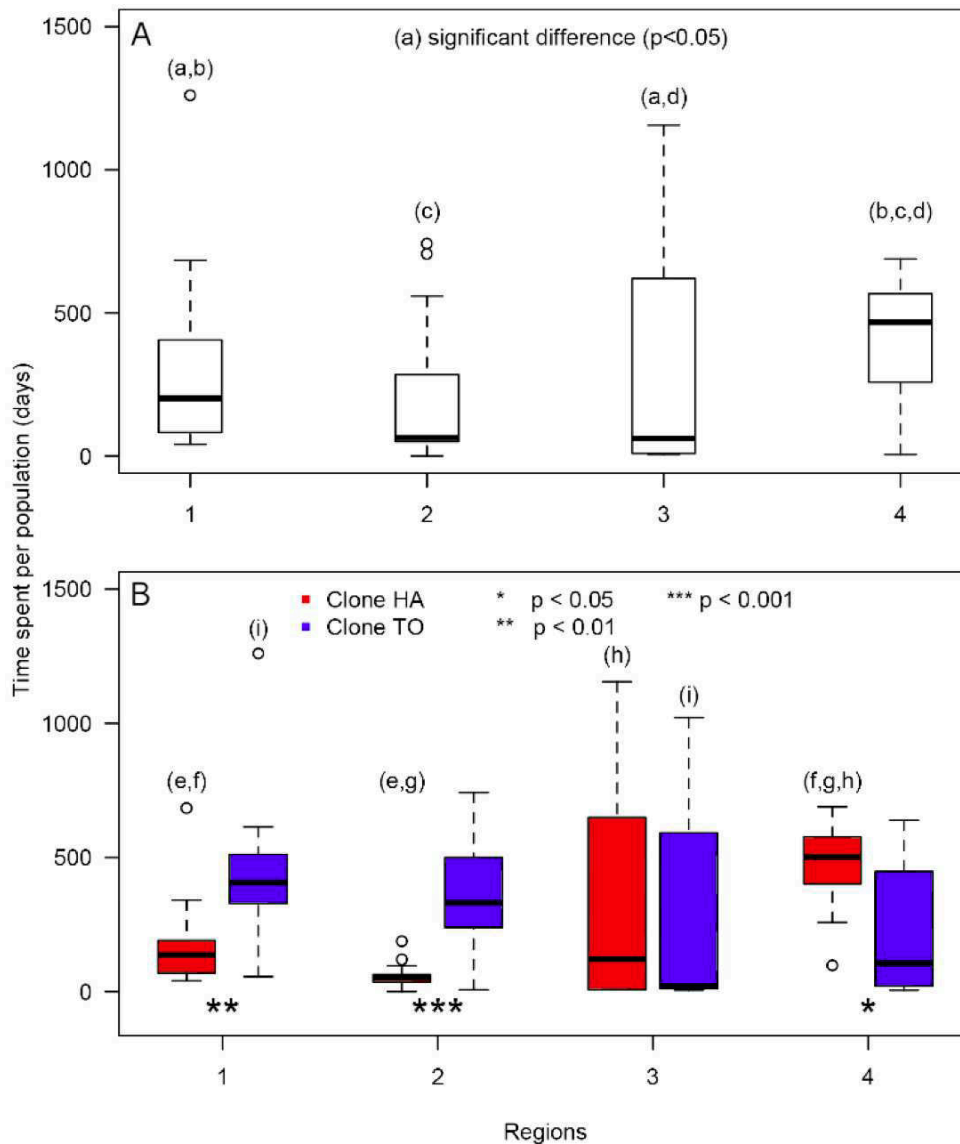 A
(a) significant difference (p<0.05)
(a,b)
(a,d)
(c)
(b,c,d)
1500
1000
500
0
1 2 3 4
Time spent per population (days)
B
Clone HA * p < 0.05 *** p < 0.001
Clone TO ** p < 0.01
(i)
(h)
(i)
(e,f)
(e,g)
(f,g,h)
1500
1000
500
0
** *** *
1 2 3 4
Regions